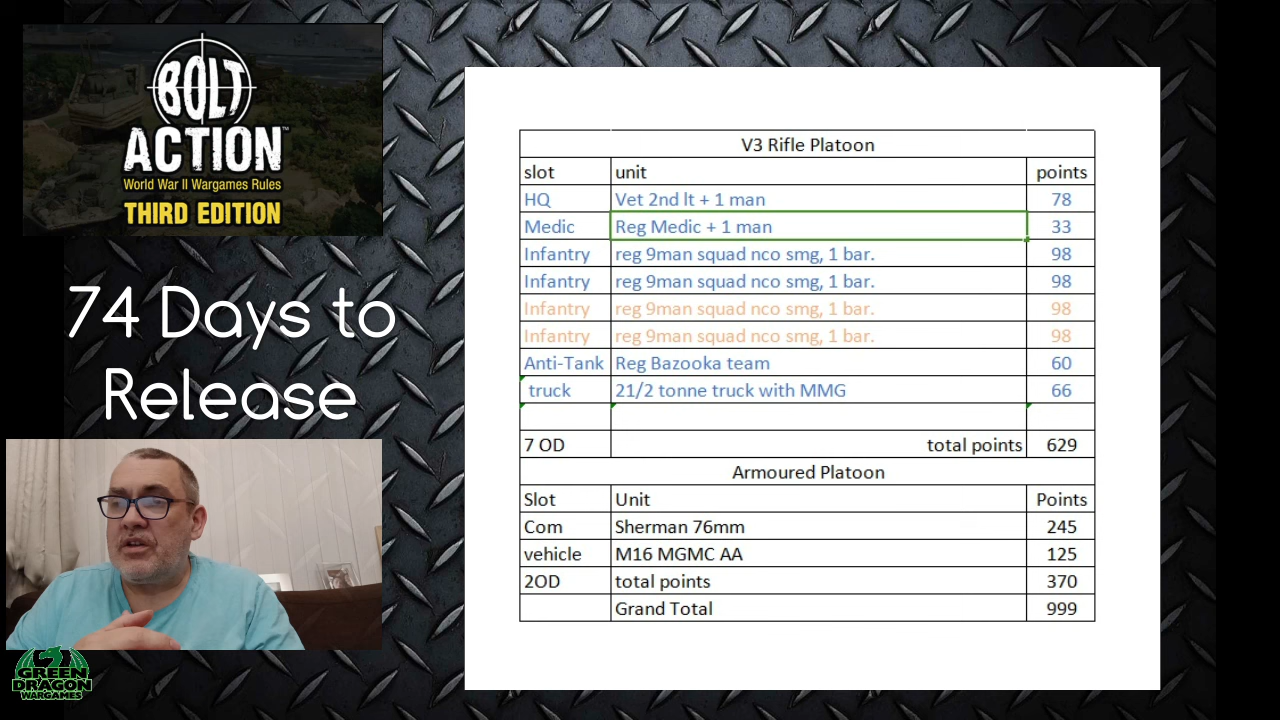 BOLT
ACTION™
World War II Wargames Rules
THIRD EDITION
74 Days to
Release
GREEN
DRAGON
WARGAMES
V3 Rifle Platoon
slot unit points
HQ Vet 2nd lt + 1 man 78
Medic Reg Medic + 1 man 33
Infantry reg 9man squad nco smg, 1 bar. 98
Infantry reg 9man squad nco smg, 1 bar. 98
Infantry reg 9man squad nco smg, 1 bar. 98
Infantry reg 9man squad nco smg, 1 bar. 98
Anti-Tank Reg Bazooka team 60
truck 21/2 tonne truck with MMG 66
7 OD total points 629
Armoured Platoon
Slot Unit Points
Com Sherman 76mm 245
vehicle M16 MGMC AA 125
2OD total points 370
Grand Total 999